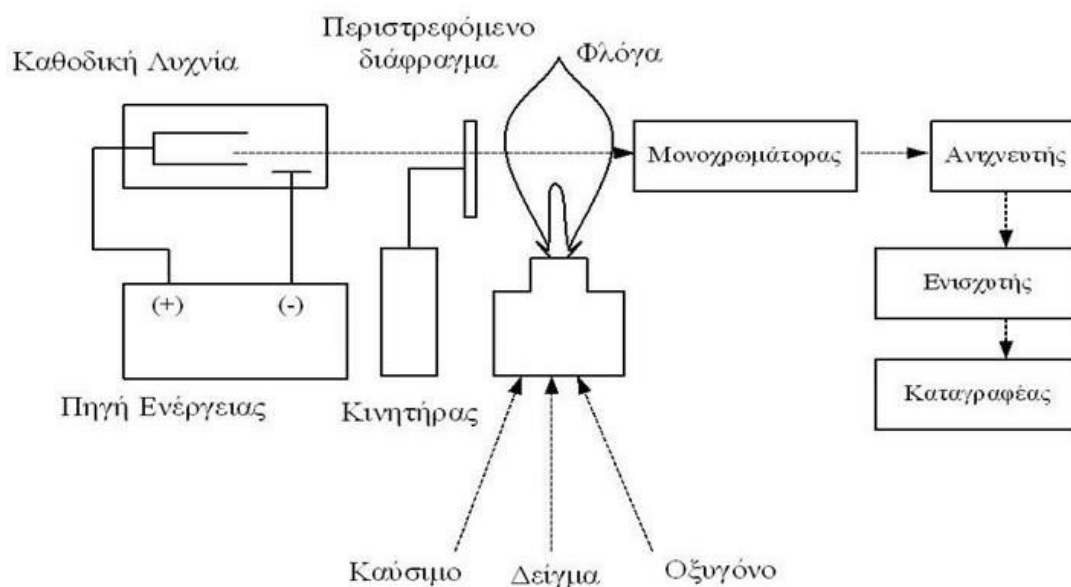 Περιστρεφόμενο
διάφραγμα
Φλόγα
Καθοδική Λυχνία
Μονοχρωμάτορας
Ανιχνευτής
Ενισχυτής
Καταγραφέας
(+)
(-)
Πηγή Ενέργειας
Κινητήρας
Καύσιμο
Δείγμα
Οξυγόνο